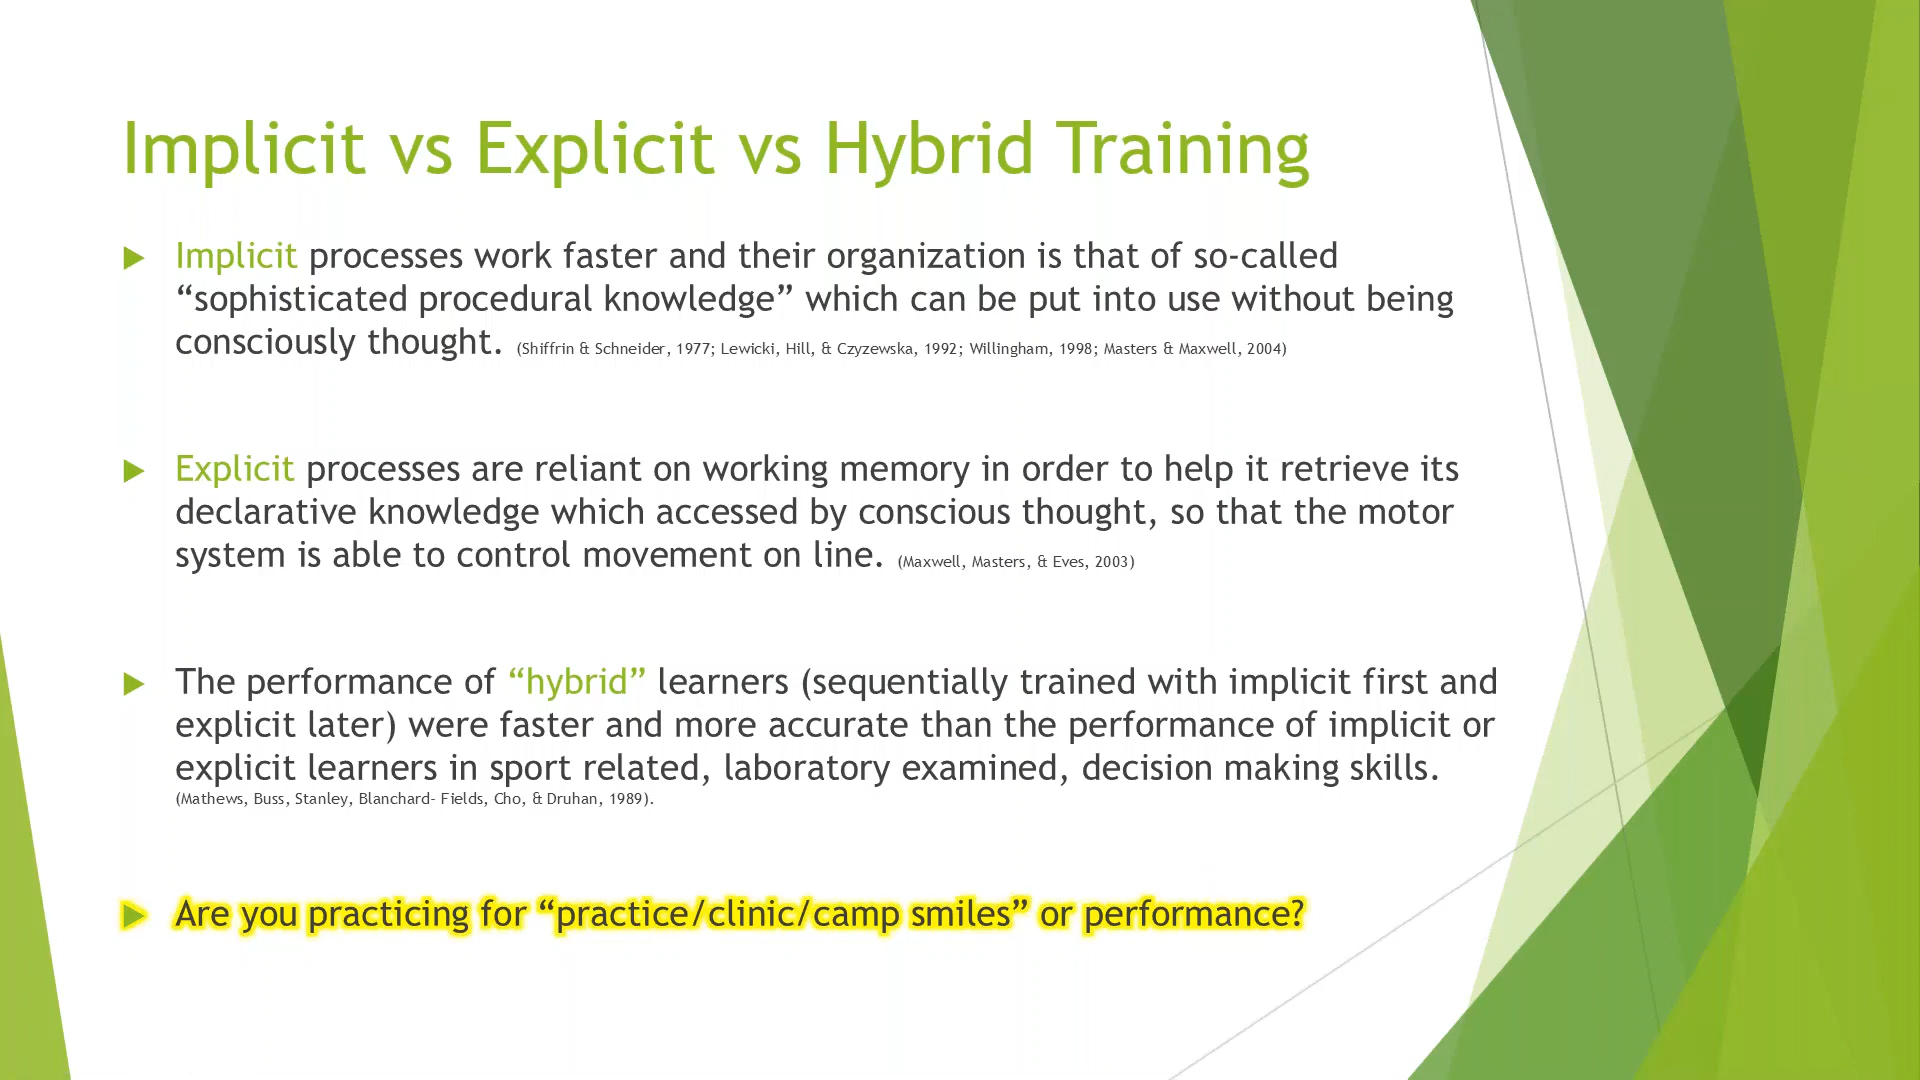 Implicit vs Explicit vs Hybrid Training
Implicit processes work faster and their organization is that of so-called
“sophisticated procedural knowledge” which can be put into use without being
consciously thought. (Shiffrin & Schneider, 1977; Lewicki, Hill, & Czyzewska, 1992; Willingham, 1998; Masters & Maxwell, 2004)
Explicit processes are reliant on working memory in order to help it retrieve its
declarative knowledge which accessed by conscious thought, so that the motor
system is able to control movement on line. (Maxwell, Masters, & Eves, 2003)
The performance of “hybrid” learners (sequentially trained with implicit first and
explicit later) were faster and more accurate than the performance of implicit or
explicit learners in sport related, laboratory examined, decision making skills.
(Mathews, Buss, Stanley, Blanchard- Fields, Cho, & Druhan, 1989).
Are you practicing for “practice/clinic/camp smiles” or performance?